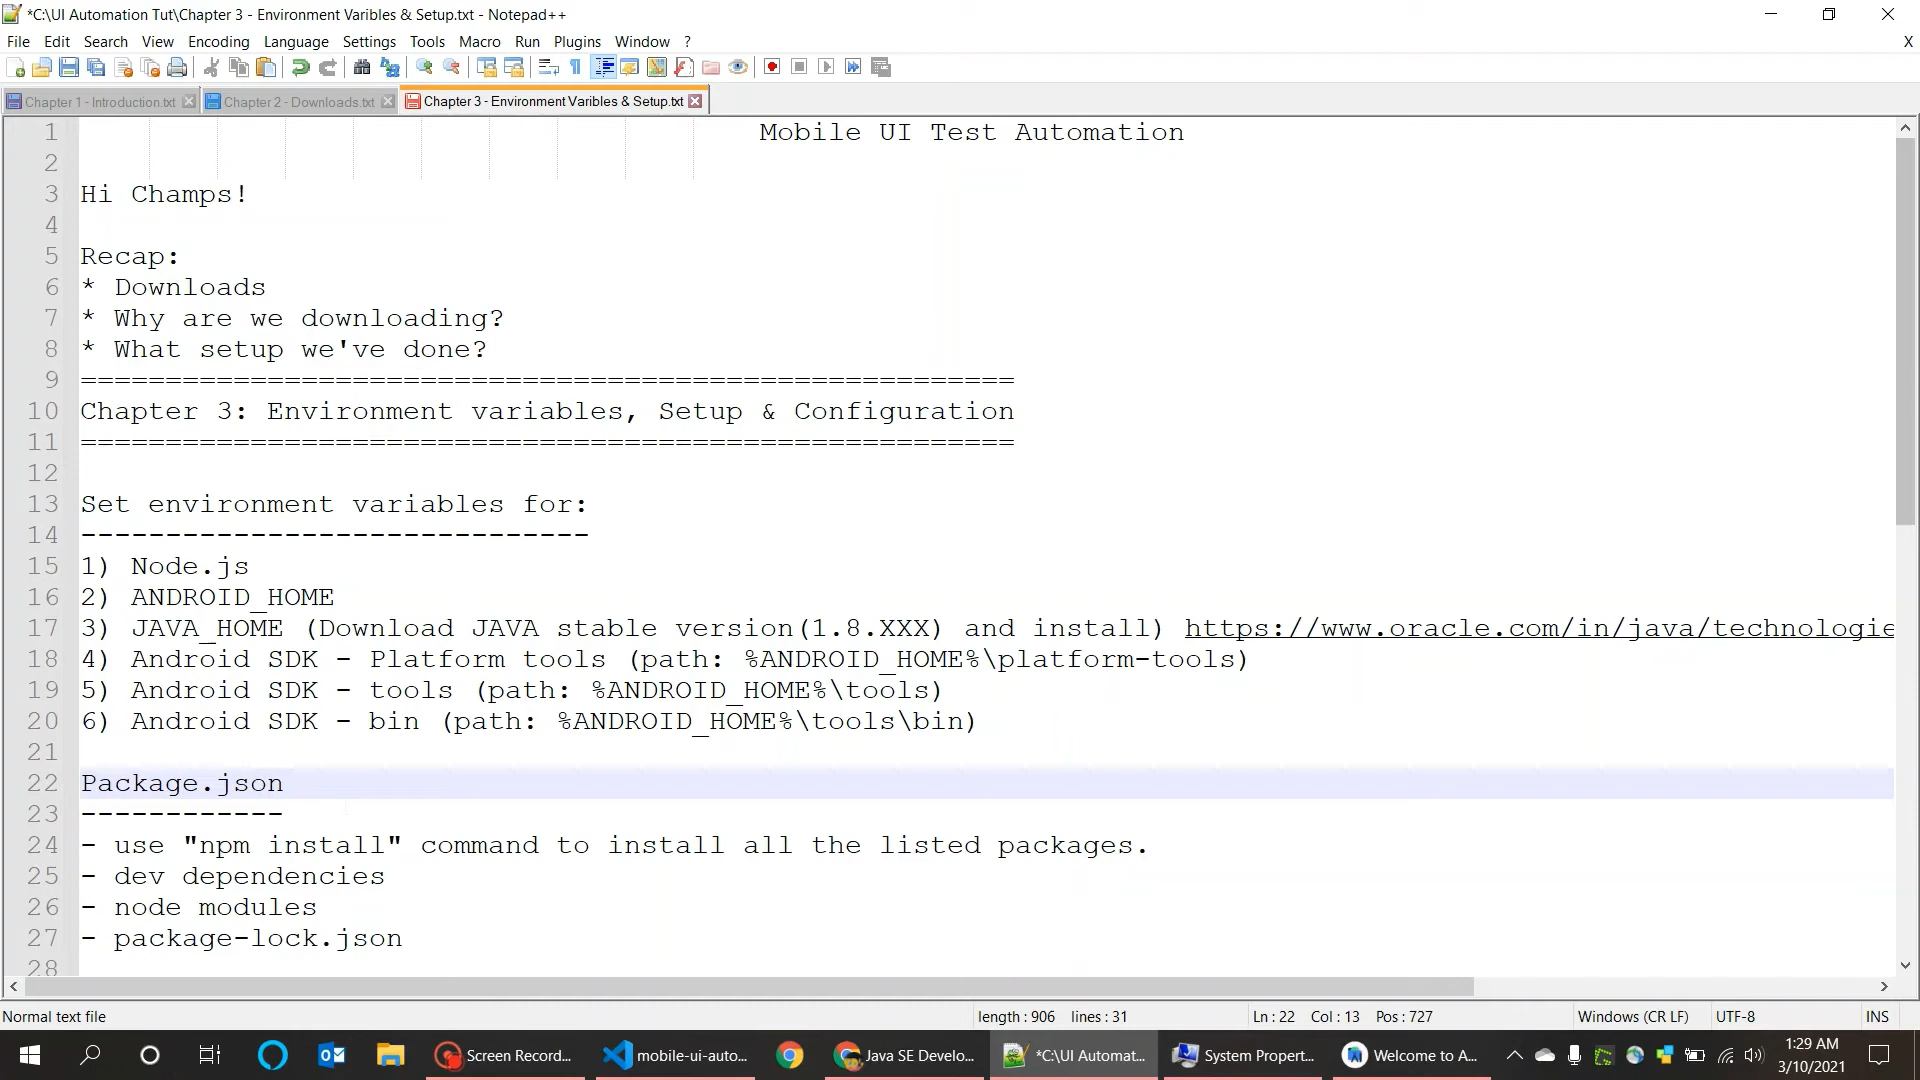 *C:\UI Automation Tut\Chapter 3 - Environment Varibles & Setup.txt - Notepad++
File Edit Search View Encoding Language Settings Tools Macro Run Plugins Window ? X
Chapter 1 - Introduction.txt Chapter 2 - Downloads.txt Chapter 3 - Environment Varibles & Setup.txt
1 Mobile UI Test Automation
2
3 Hi Champs!
4
5 Recap:
6 * Downloads
7 * Why are we downloading?
8 * What setup we've done?
9 =======================================================
10 Chapter 3: Environment variables, Setup & Configuration
11 =======================================================
12
13 Set environment variables for:
14 ------------------------------
15 1) Node.js
16 2) ANDROID_HOME
17 3) JAVA_HOME (Download JAVA stable version(1.8.XXX) and install) https://www.oracle.com/in/java/technologie
18 4) Android SDK - Platform tools (path: %ANDROID_HOME%\platform-tools)
19 5) Android SDK - tools (path: %ANDROID_HOME%\tools)
20 6) Android SDK - bin (path: %ANDROID_HOME%\tools\bin)
21
22 Package.json
23 ------------
24 - use "npm install" command to install all the listed packages.
25 - dev dependencies
26 - node modules
27 - package-lock.json
28
Normal text file length : 906 lines : 31 Ln : 22 Col : 13 Pos : 727 Windows (CR LF) UTF-8 INS
Screen Record... mobile-ui-auto... Java SE Develo... *C:\UI Automat... System Propert... Welcome to A... 1:29 AM
3/10/2021